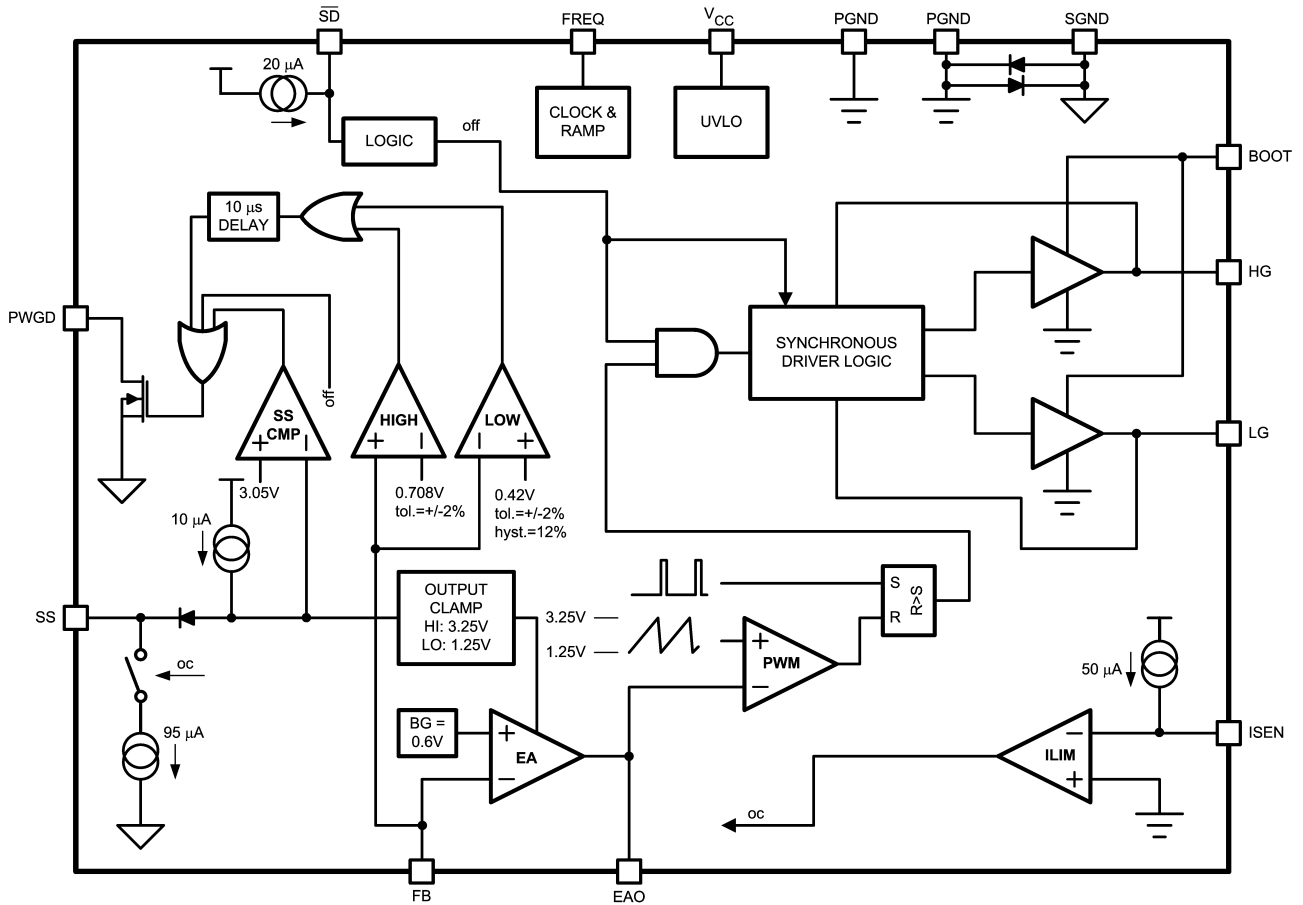 SD
FREQ
VCC
PGND
PGND
SGND
20 μA
CLOCK &
RAMP
UVLO
LOGIC
off
BOOT
10 μs
DELAY
HG
PWGD
SYNCHRONOUS
DRIVER LOGIC
off
SS
CMP
HIGH
LOW
LG
+
–
+
–
–
+
3.05V
0.708V
tol.=+/-2%
0.42V
tol.=+/-2%
hyst.=12%
10 μA
OUTPUT
CLAMP
HI: 3.25V
LO: 1.25V
S
R
R>S
SS
3.25V
1.25V
+
–
PWM
oc
50 μA
95 μA
BG =
0.6V
+
–
EA
ISEN
–
+
ILIM
oc
FB
EAO